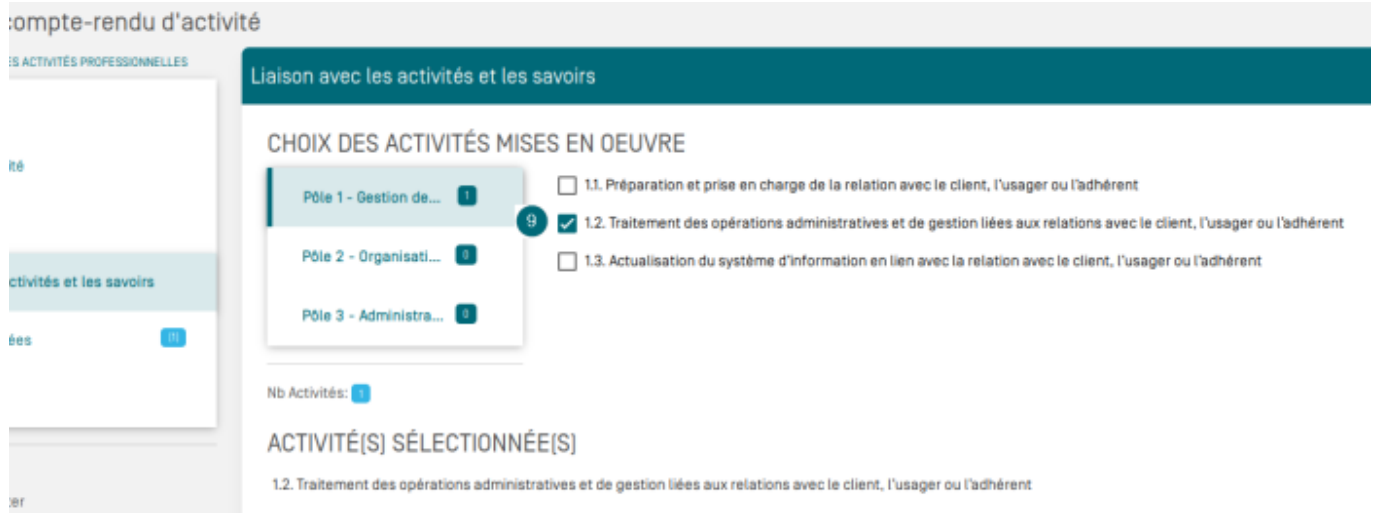 compte-rendu d'activité
ES ACTIVITÉS PROFESSIONNELLES
ité
ctivités et les savoirs
ées
(1)
ter
Liaison avec les activités et les savoirs
CHOIX DES ACTIVITÉS MISES EN OEUVRE
Pôle 1 - Gestion de... 1
Pôle 2 - Organisati... 0
Pôle 3 - Administra... 0
1.1. Préparation et prise en charge de la relation avec le client, l'usager ou l'adhérent
9 1.2. Traitement des opérations administratives et de gestion liées aux relations avec le client, l'usager ou l'adhérent
1.3. Actualisation du système d'information en lien avec la relation avec le client, l'usager ou l'adhérent
Nb Activités: 1
ACTIVITÉ(S) SÉLECTIONNÉE(S)
1.2. Traitement des opérations administratives et de gestion liées aux relations avec le client, l'usager ou l'adhérent